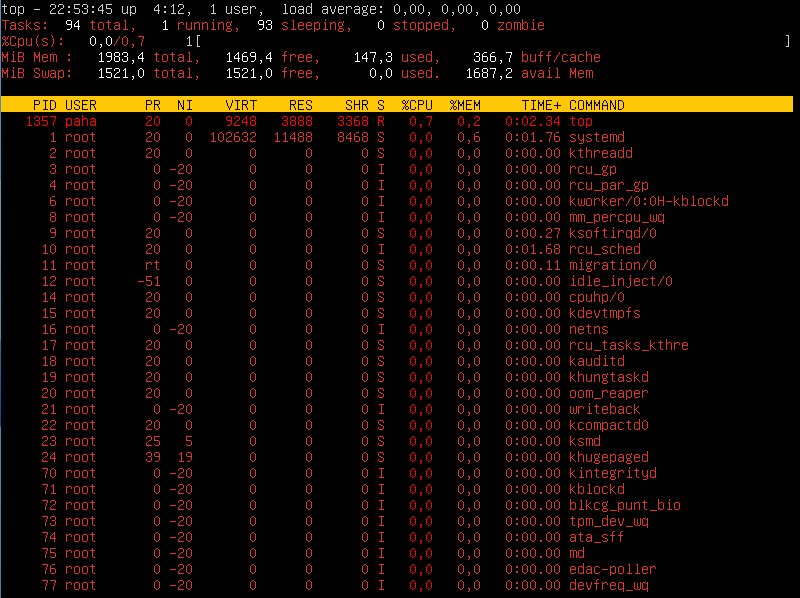 top - 22:53:45 up  4:12,  1 user,  load average: 0,00, 0,00, 0,00
Tasks:  94 total,   1 running,  93 sleeping,   0 stopped,   0 zombie
%Cpu(s):   0,0/0,7     1[                                                                         ]
MiB Mem :   1983,4 total,   1469,4 free,    147,3 used,    366,7 buff/cache
MiB Swap:   1521,0 total,   1521,0 free,      0,0 used.   1687,2 avail Mem
    PID USER      PR  NI    VIRT    RES    SHR S  %CPU  %MEM     TIME+ COMMAND
   1357 paha      20   0    9248   3888   3368 R   0,7   0,2   0:02.34 top
      1 root      20   0  102632  11488   8468 S   0,0   0,6   0:01.76 systemd
      2 root      20   0       0      0      0 S   0,0   0,0   0:00.00 kthreadd
      3 root       0 -20       0      0      0 I   0,0   0,0   0:00.00 rcu_gp
      4 root       0 -20       0      0      0 I   0,0   0,0   0:00.00 rcu_par_gp
      6 root       0 -20       0      0      0 I   0,0   0,0   0:00.00 kworker/0:0H-kblockd
      8 root       0 -20       0      0      0 I   0,0   0,0   0:00.00 mm_percpu_wq
      9 root      20   0       0      0      0 S   0,0   0,0   0:00.27 ksoftirqd/0
     10 root      20   0       0      0      0 I   0,0   0,0   0:01.68 rcu_sched
     11 root      rt   0       0      0      0 S   0,0   0,0   0:00.11 migration/0
     12 root     -51   0       0      0      0 S   0,0   0,0   0:00.00 idle_inject/0
     14 root      20   0       0      0      0 S   0,0   0,0   0:00.00 cpuhp/0
     15 root      20   0       0      0      0 S   0,0   0,0   0:00.00 kdevtmpfs
     16 root       0 -20       0      0      0 I   0,0   0,0   0:00.00 netns
     17 root      20   0       0      0      0 S   0,0   0,0   0:00.00 rcu_tasks_kthre
     18 root      20   0       0      0      0 S   0,0   0,0   0:00.00 kauditd
     19 root      20   0       0      0      0 S   0,0   0,0   0:00.00 khungtaskd
     20 root      20   0       0      0      0 S   0,0   0,0   0:00.00 oom_reaper
     21 root       0 -20       0      0      0 I   0,0   0,0   0:00.00 writeback
     22 root      20   0       0      0      0 S   0,0   0,0   0:00.00 kcompactd0
     23 root      25   5       0      0      0 S   0,0   0,0   0:00.00 ksmd
     24 root      39  19       0      0      0 S   0,0   0,0   0:00.00 khugepaged
     70 root       0 -20       0      0      0 I   0,0   0,0   0:00.00 kintegrityd
     71 root       0 -20       0      0      0 I   0,0   0,0   0:00.00 kblockd
     72 root       0 -20       0      0      0 I   0,0   0,0   0:00.00 blkcg_punt_bio
     73 root       0 -20       0      0      0 I   0,0   0,0   0:00.00 tpm_dev_wq
     74 root       0 -20       0      0      0 I   0,0   0,0   0:00.00 ata_sff
     75 root       0 -20       0      0      0 I   0,0   0,0   0:00.00 md
     76 root       0 -20       0      0      0 I   0,0   0,0   0:00.00 edac-poller
     77 root       0 -20       0      0      0 I   0,0   0,0   0:00.00 devfreq_wq